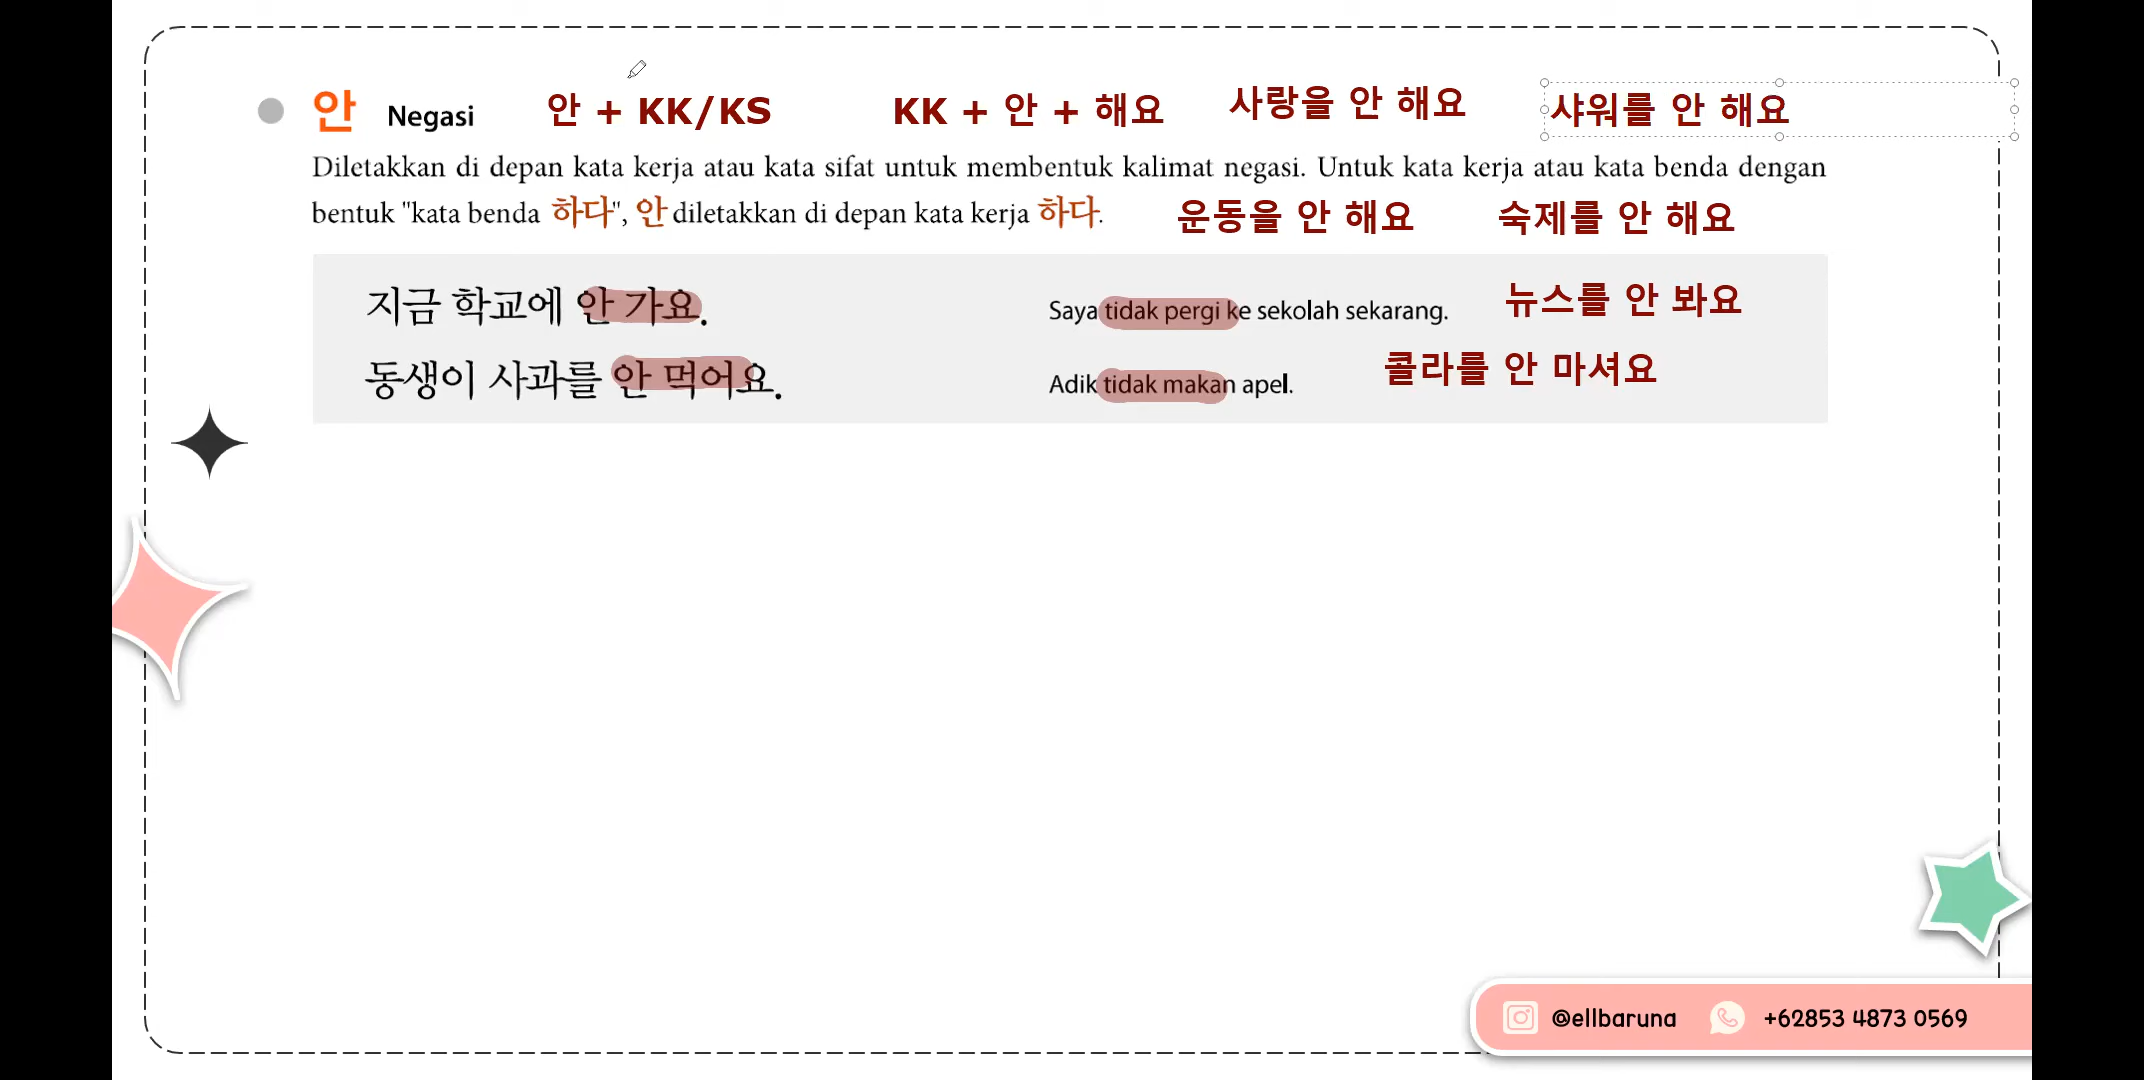 안 Negasi 안 + KK/KS KK + 안 + 해요 사랑을 안 해요 샤워를 안 해요
Diletakkan di depan kata kerja atau kata sifat untuk membentuk kalimat negasi. Untuk kata kerja atau kata benda dengan
bentuk "kata benda 하다", 안 diletakkan di depan kata kerja 하다. 운동을 안 해요 숙제를 안 해요
지금 학교에 안 가요. Saya tidak pergi ke sekolah sekarang. 뉴스를 안 봐요
동생이 사과를 안 먹어요. Adik tidak makan apel. 콜라를 안 마셔요
@ellbaruna +62853 4873 0569